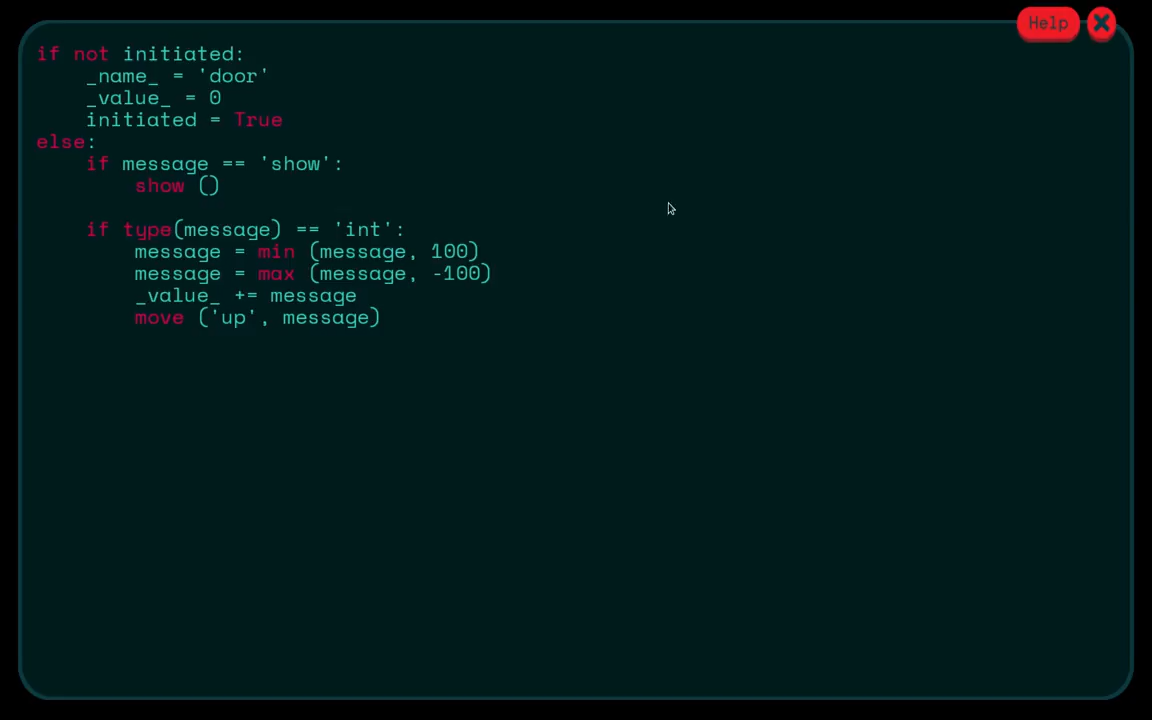 Help
if not initiated:
    _name_ = 'door'
    _value_ = 0
    initiated = True
else:
    if message == 'show':
        show ()

    if type(message) == 'int':
        message = min (message, 100)
        message = max (message, -100)
        _value_ += message
        move ('up', message)